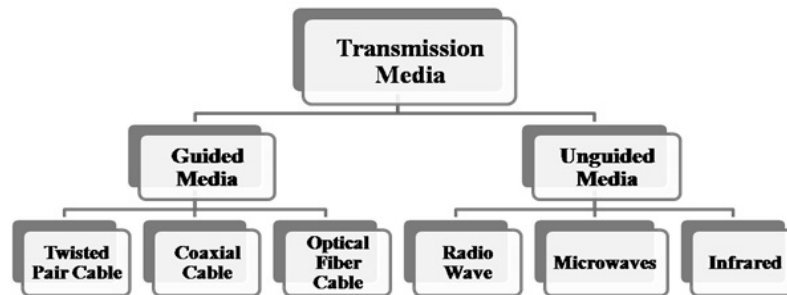 Transmission
Media
Guided
Media
Unguided
Media
Twisted
Pair Cable
Coaxial
Cable
Optical
Fiber
Cable
Radio
Wave
Microwaves
Infrared